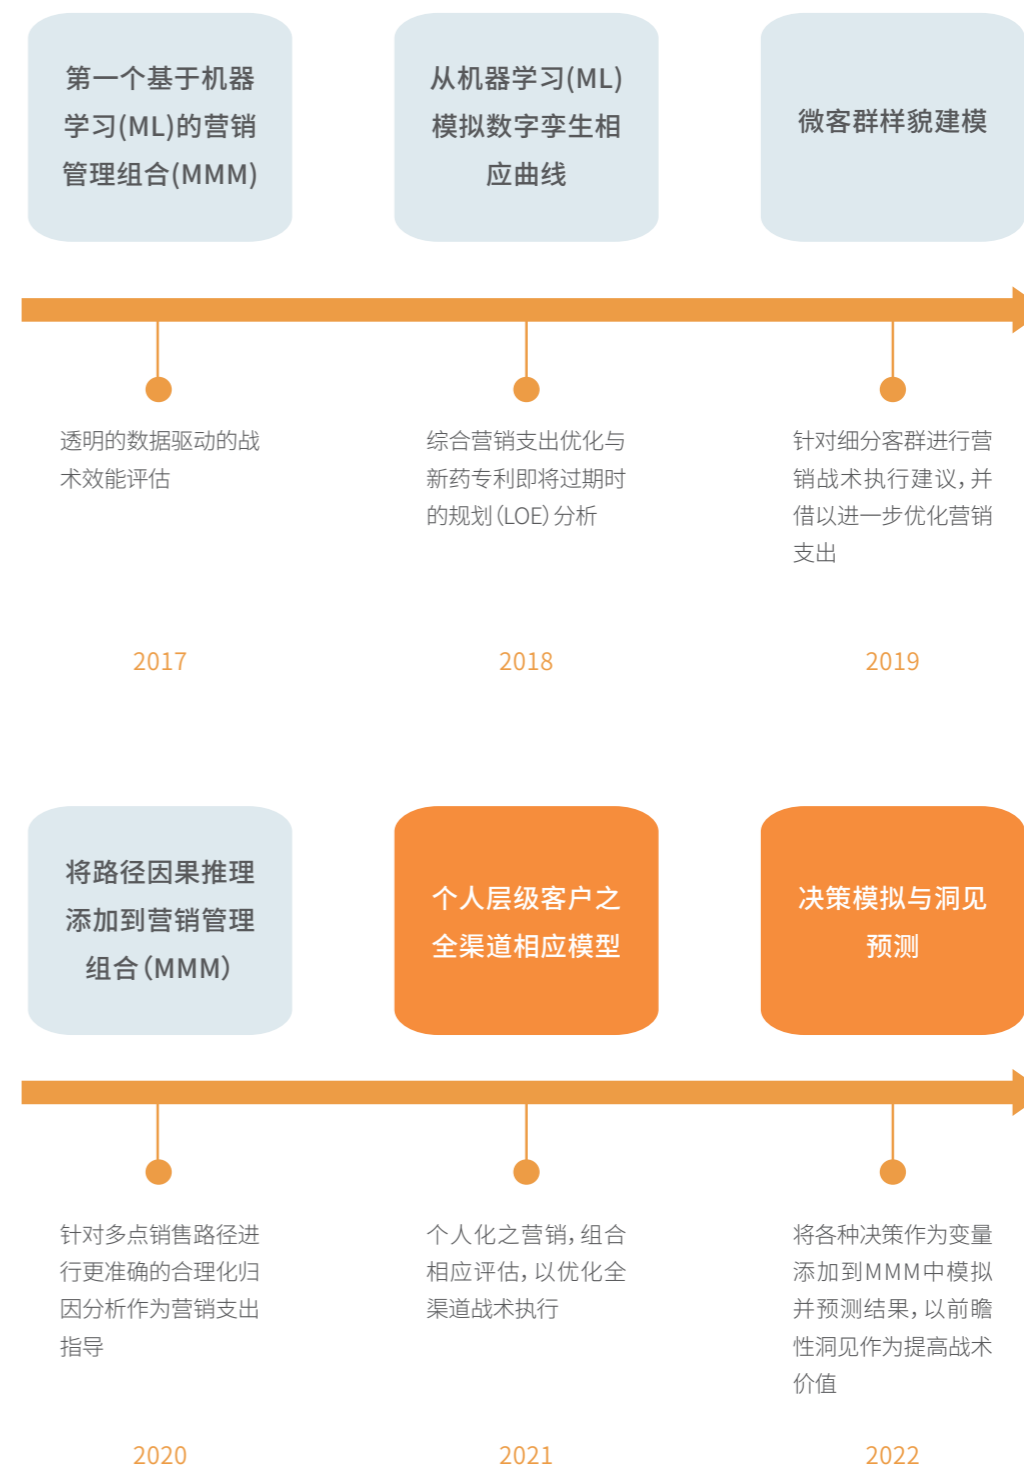 第一个基于机器
学习(ML)的营销
管理组合(MMM)
从机器学习(ML)
模拟数字孪生相
应曲线
微客群样貌建模
透明的数据驱动的战
术效能评估
综合营销支出优化与
新药专利即将过期时
的规划（LOE）分析
针对细分客群进行营
销战术执行建议，并
借以进一步优化营销
支出
2017
2018
2019
将路径因果推理
添加到营销管理
组合（MMM）
个人层级客户之
全渠道相应模型
决策模拟与洞见
预测
针对多点销售路径进
行更准确的合理化归
因分析作为营销支出
指导
个人化之营销，组合
相应评估，以优化全
渠道战术执行
将各种决策作为变量
添加到MMM中模拟
并预测结果，以前瞻
性洞见作为提高战术
价值
2020
2021
2022